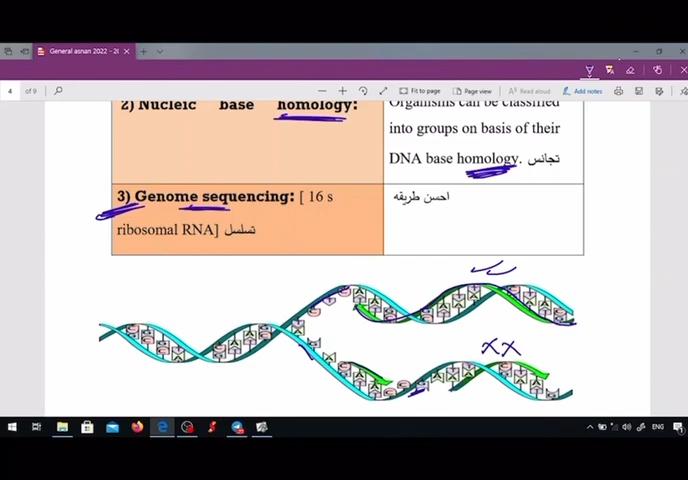 General asnan 2022 - 20
4 of 9
Fit to page
Page view
Read aloud
Add notes
2) Nucleic base homology:
Organisms can be classified
into groups on basis of their
DNA base homology. تجانس
3) Genome sequencing: [ 16 s
ribosomal RNA] تسلسل
احسن طريقه
ENG